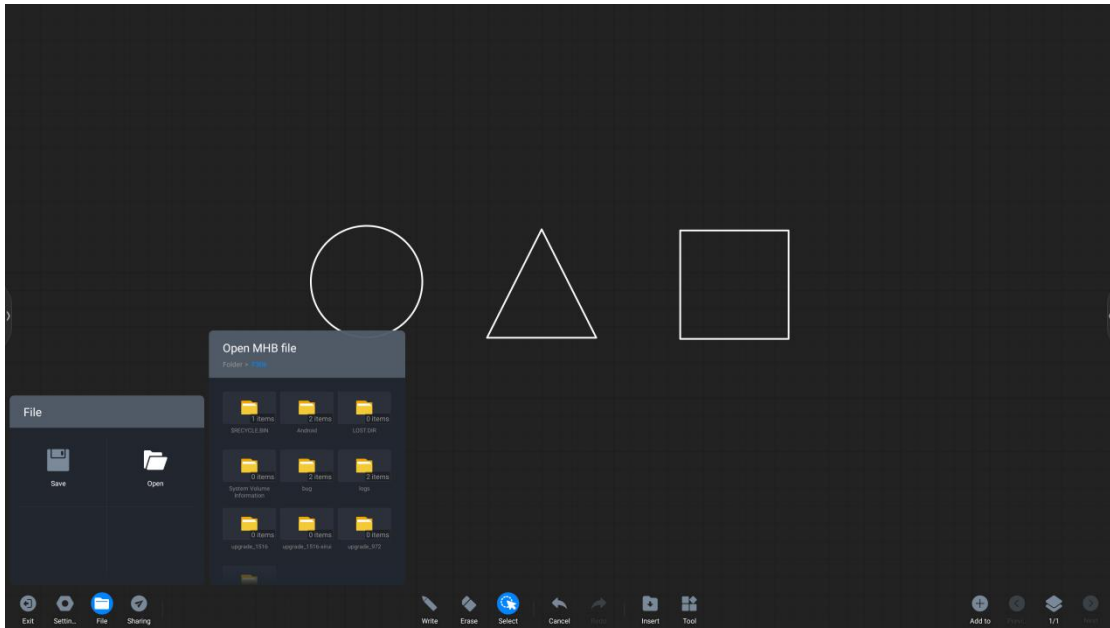 Open MHB file
Folder >
1 items
2 items
0 items
$RECYCLE.BIN
Android
LOST.DIR
File
0 items
2 items
2 items
System Volume
Information
bug
logs
Save
Open
0 items
0 items
0 items
upgrade_1516
upgrade_972
Exit
Settin...
File
Sharing
Write
Erase
Select
Cancel
Insert
Tool
Add to
1/1